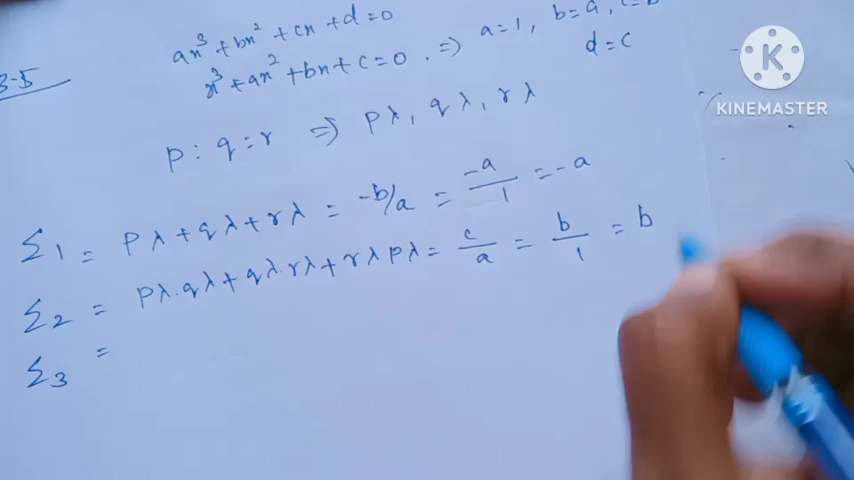 ax³ + bx² + cx + d = 0
3·5
x³ + ax² + bx + c = 0 . ⇒ a = 1, b = a,
d = c
p : q = r ⇒ pλ, qλ, rλ
Σ1 = pλ + qλ + rλ = -b/a = -a/1 = -a
Σ2 = pλ·qλ + qλ·rλ + rλ pλ = c/a = b/1 = b
Σ3 =
K
KINEMASTER